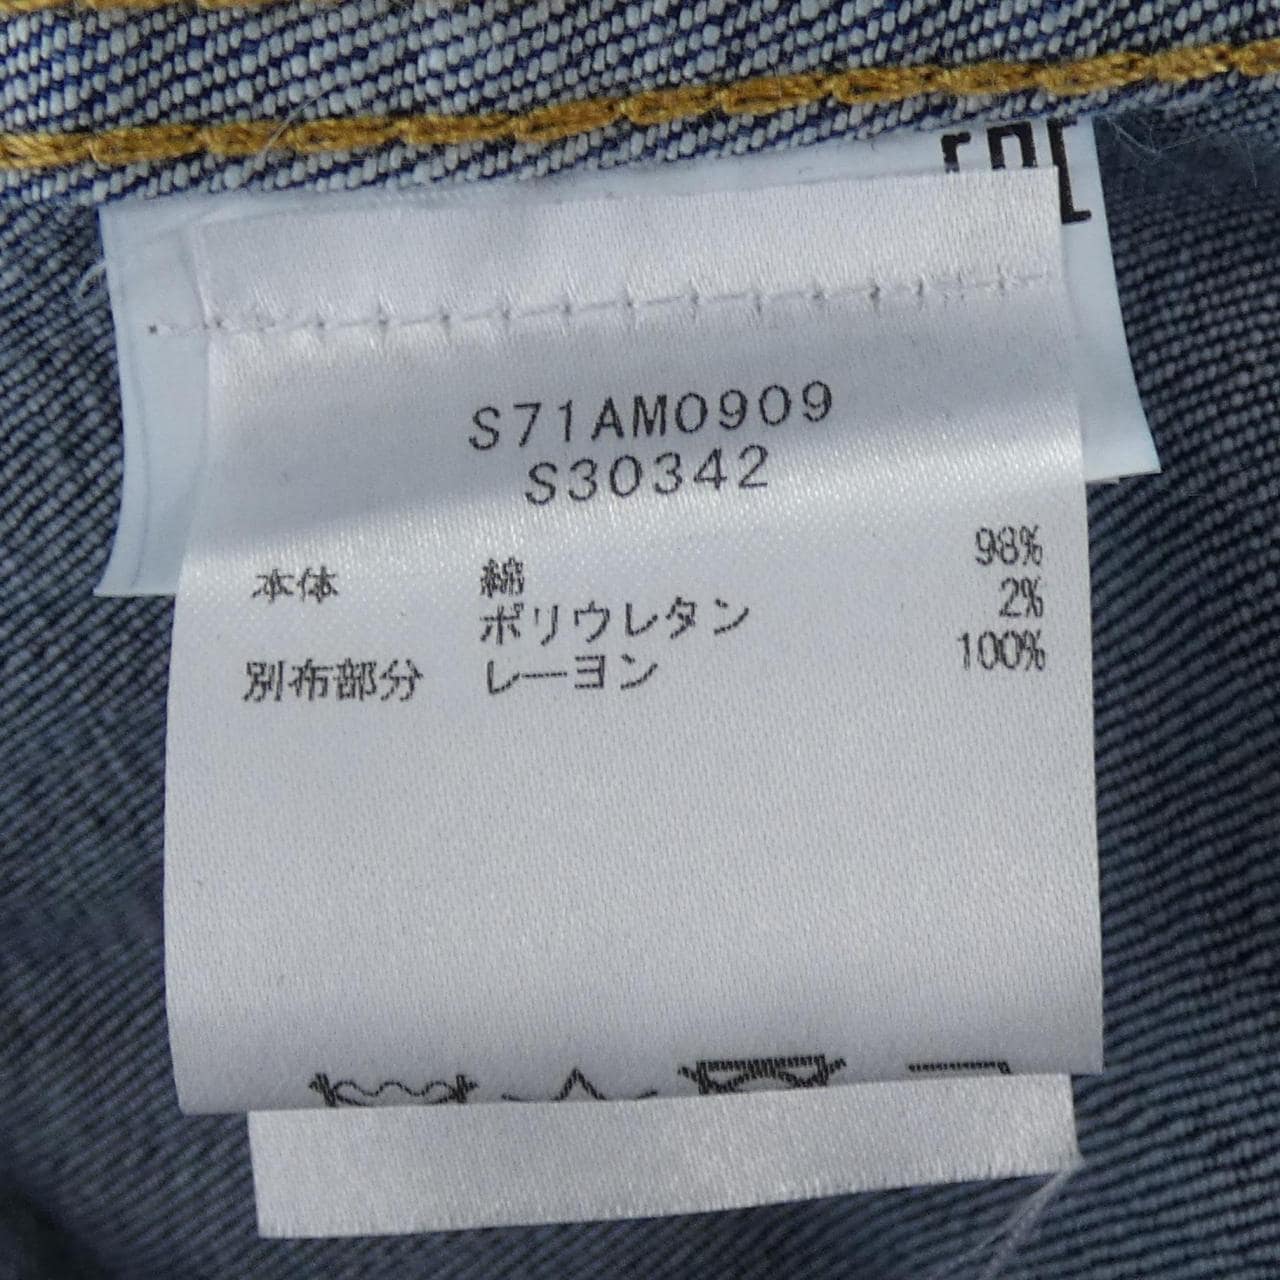 S71AM0909
S30342
本体 綿 98%
ポリウレタン 2%
別布部分 レーヨン 100%